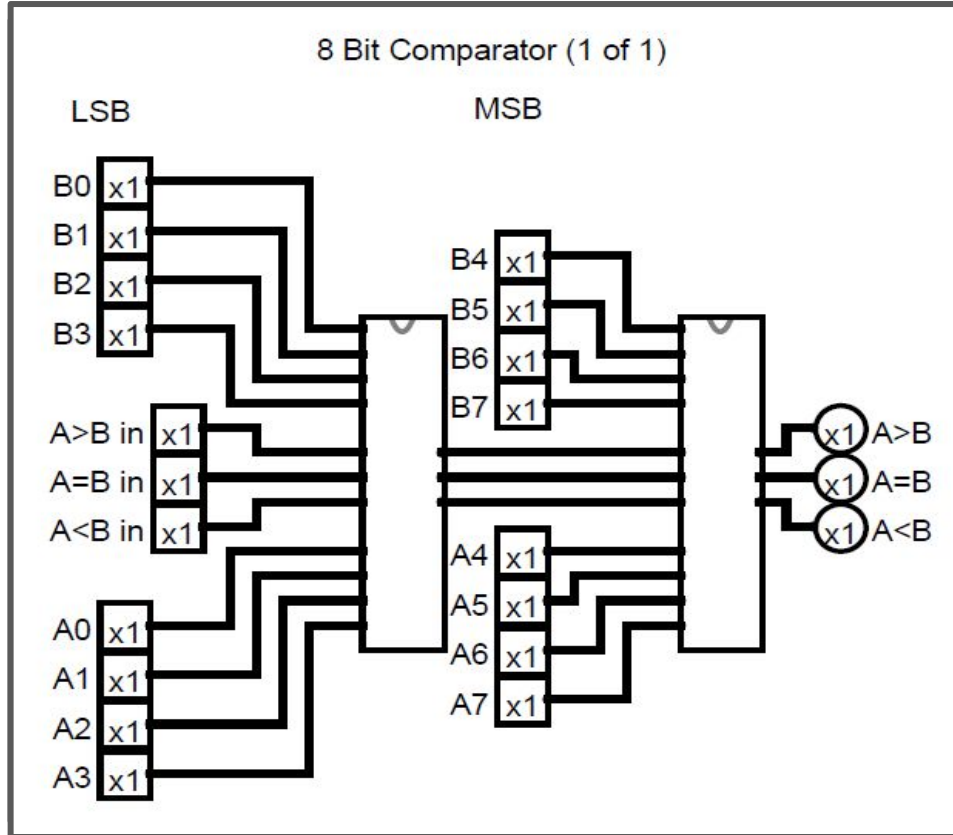 8 Bit Comparator (1 of 1)
LSB
MSB
B0 x1
B1 x1
B2 x1
B3 x1
A>B in x1
A=B in x1
A<B in x1
A0 x1
A1 x1
A2 x1
A3 x1
B4 x1
B5 x1
B6 x1
B7 x1
A4 x1
A5 x1
A6 x1
A7 x1
x1 A>B
x1 A=B
x1 A<B